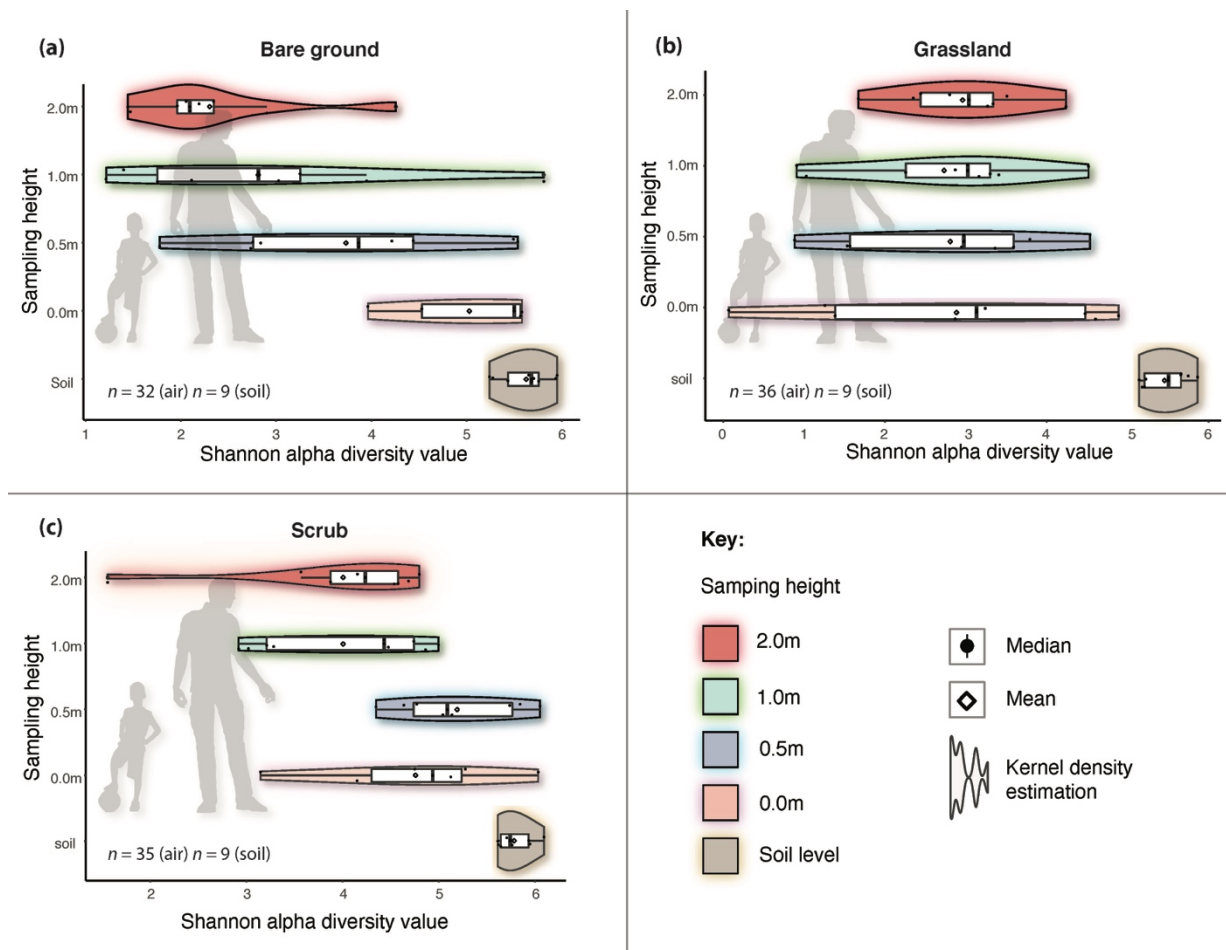 (a)
Bare ground
Sampling height
2.0m
1.0m
0.5m
0.0m
Soil
n = 32 (air) n = 9 (soil)
1 2 3 4 5 6
Shannon alpha diversity value
(b)
Grassland
Sampling height
2.0m
1.0m
0.5m
0.0m
soil
n = 36 (air) n = 9 (soil)
0 1 2 3 4 5 6
Shannon alpha diversity value
(c)
Scrub
Sampling height
2.0m
1.0m
0.5m
0.0m
soil
n = 35 (air) n = 9 (soil)
2 3 4 5 6
Shannon alpha diversity value
Key:
Samping height
2.0m
1.0m
0.5m
0.0m
Soil level
Median
Mean
Kernel density
estimation